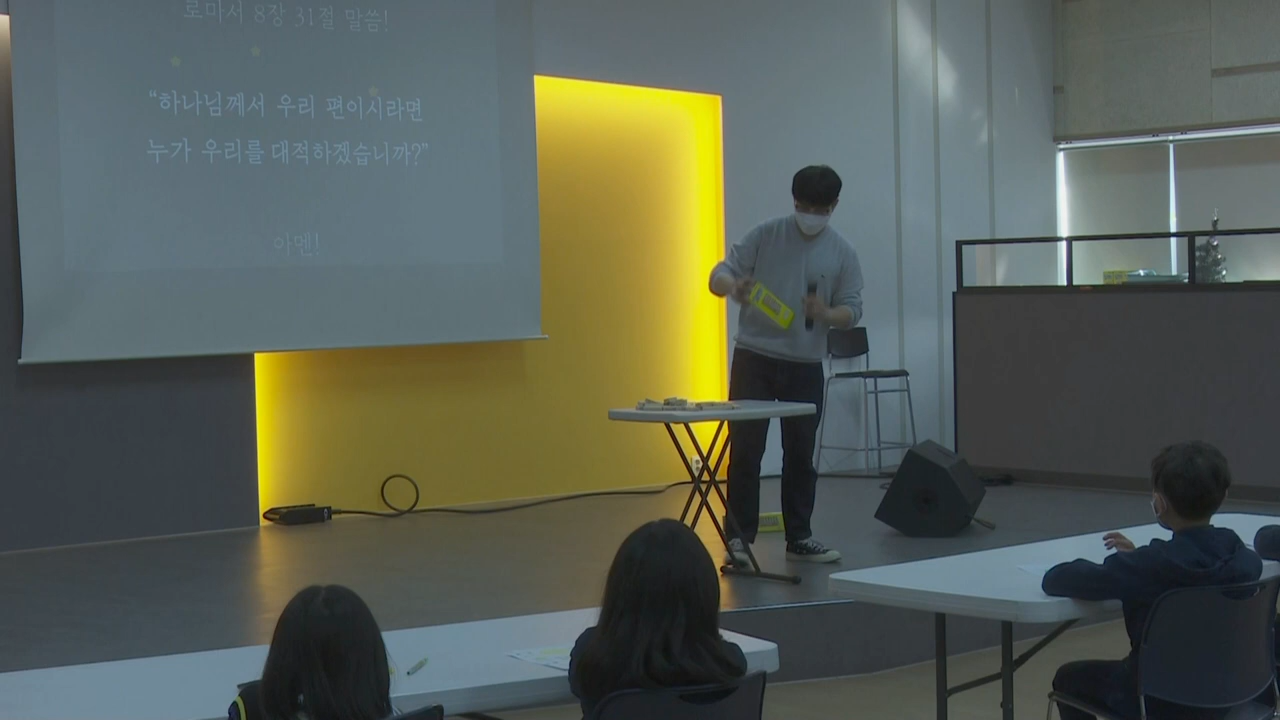 로마서 8장 31절 말씀!
“하나님께서 우리 편이시라면
누가 우리를 대적하겠습니까?”
아멘!